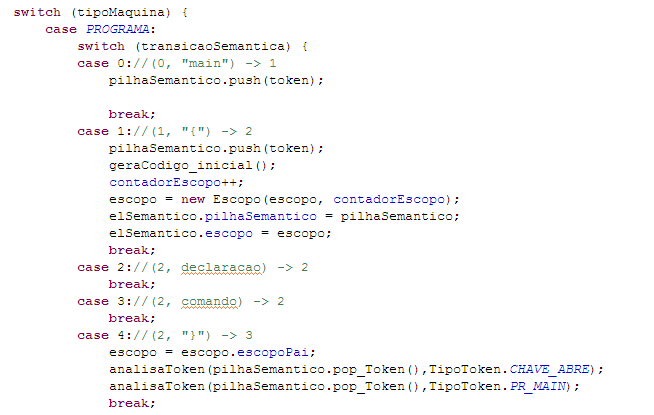 switch (tipoMaquina) {
case PROGRAMA:
switch (transicaoSemantica) {
case 0://(0, "main") -> 1
pilhaSemantico.push(token);
break;
case 1://(1, "{") -> 2
pilhaSemantico.push(token);
geraCodigo_inicial();
contadorEscopo++;
escopo = new Escopo(escopo, contadorEscopo);
elSemantico.pilhaSemantico = pilhaSemantico;
elSemantico.escopo = escopo;
break;
case 2://(2, declaracao) -> 2
break;
case 3://(2, comando) -> 2
break;
case 4://(2, "}") -> 3
escopo = escopo.escopoPai;
analisaToken(pilhaSemantico.pop_Token(),TipoToken.CHAVE_ABRE);
analisaToken(pilhaSemantico.pop_Token(),TipoToken.PR_MAIN);
break;